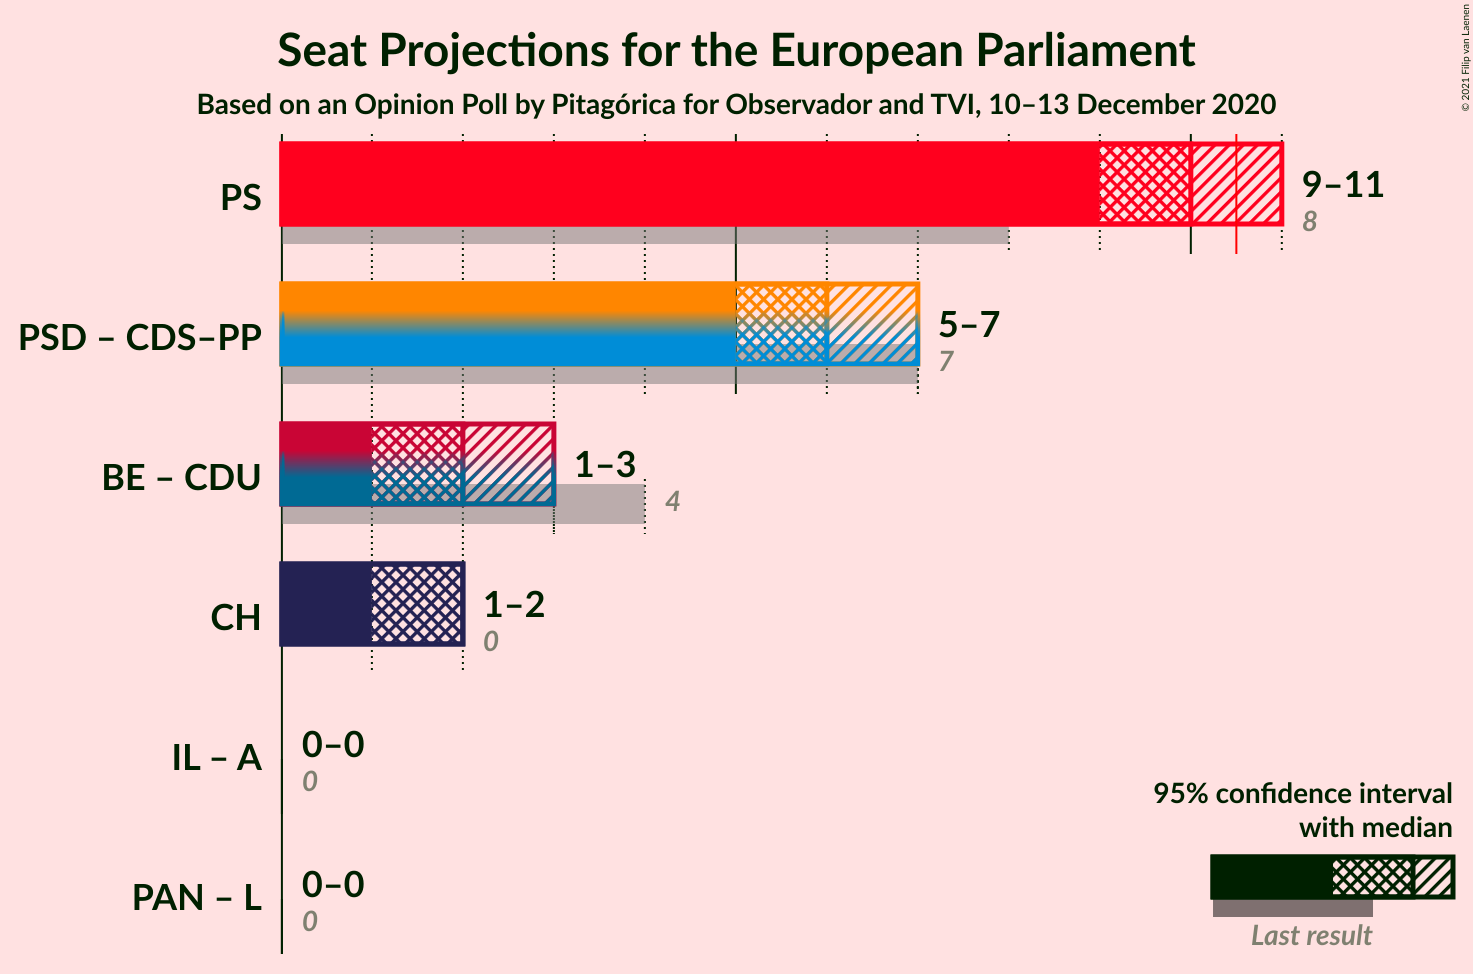 Seat Projections for the European Parliament
Based on an Opinion Poll by Pitagórica for Observador and TVI, 10–13 December 2020
© 2021 Filip van Laenen
PS
9–11
8
PSD – CDS–PP
5–7
7
BE – CDU
1–3
4
CH
1–2
0
IL – A
0–0
0
PAN – L
0–0
0
95% confidence interval
with median
Last result